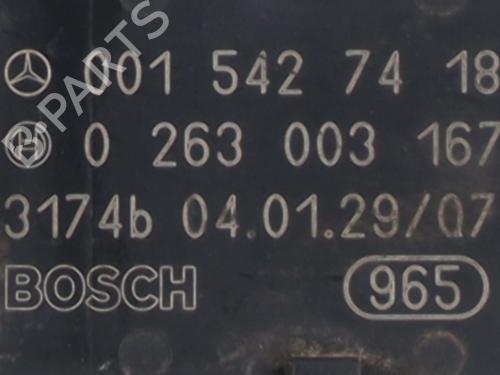 PARTS
001 542 74 18
0 263 003 167
3174b 04.01.29/07
BOSCH 965